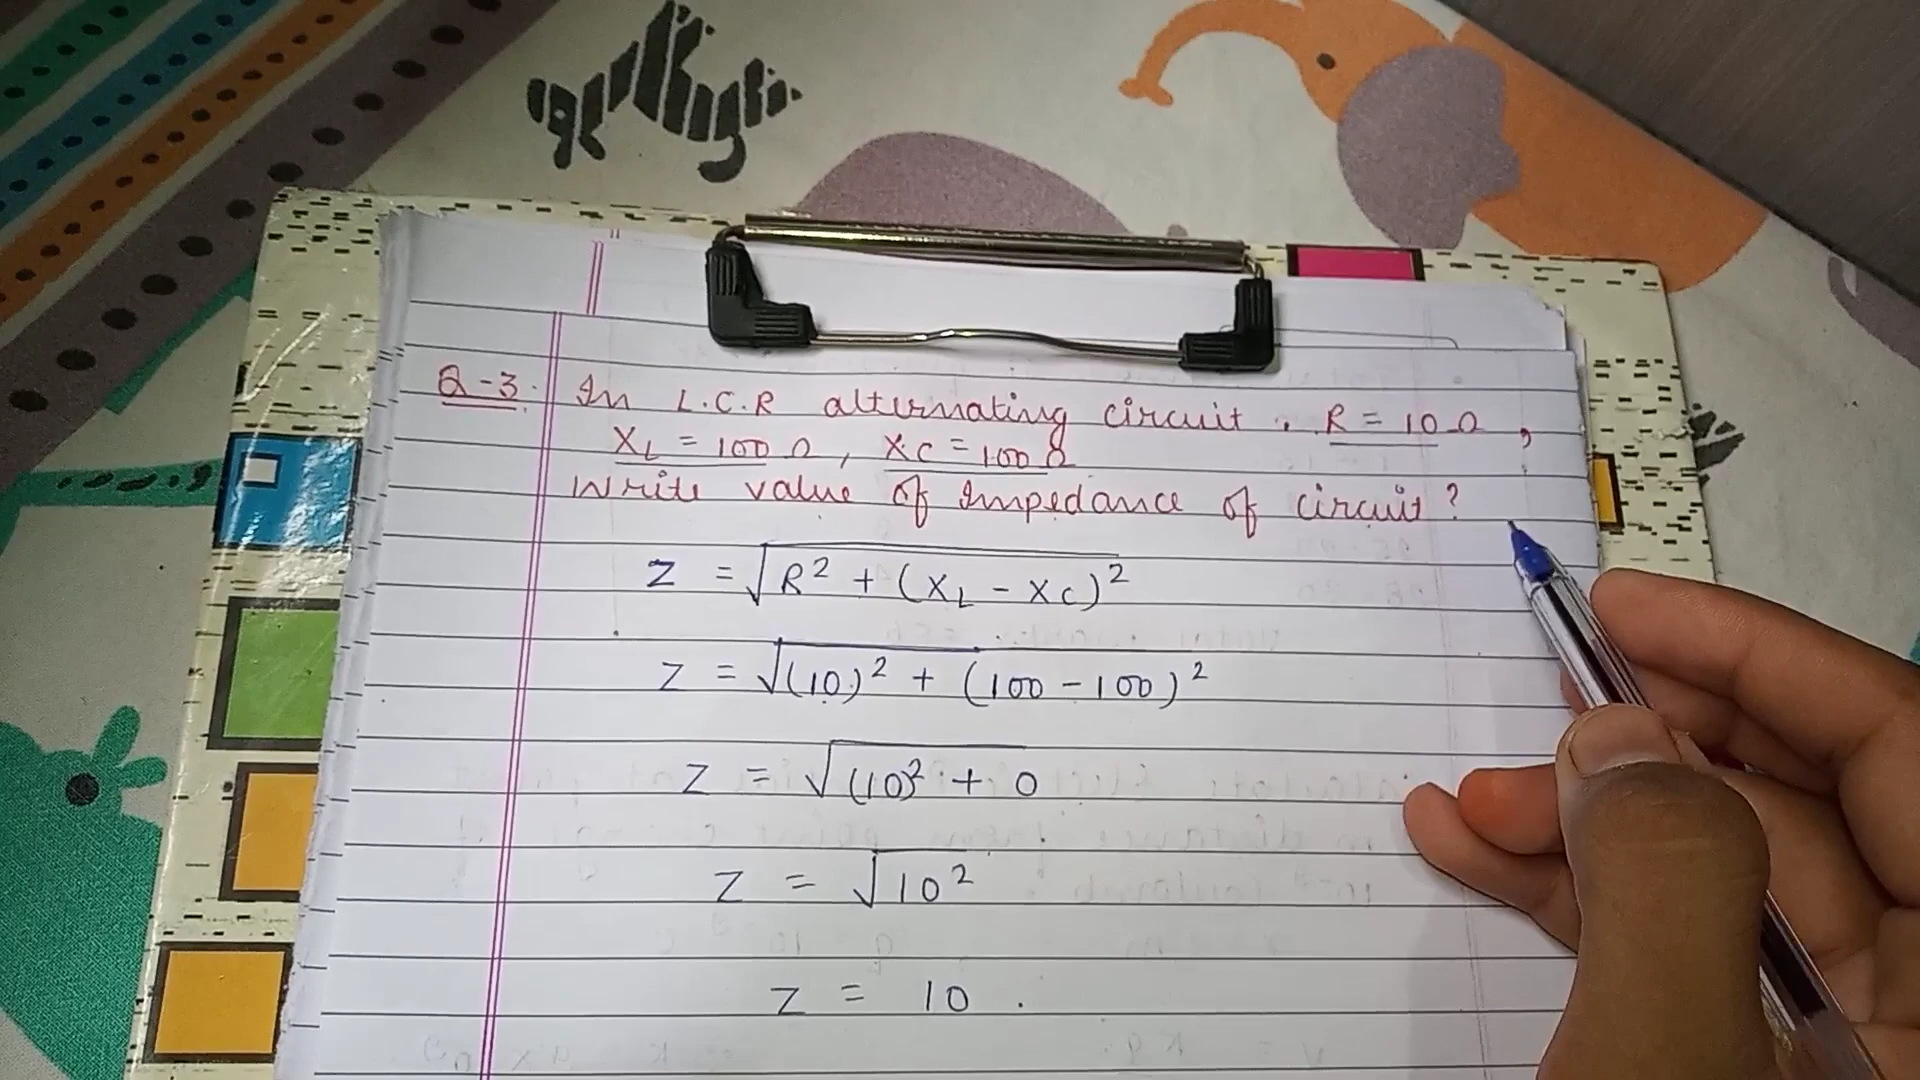 Q-3. In L.C.R alternating circuit, R = 10 Ω,
XL = 100 Ω, XC = 100 Ω
Write value of Impedance of circuit?
Z = √R² + (XL - XC)²
Z = √(10)² + (100 - 100)²
Z = √(10)² + 0
Z = √10²
Z = 10.